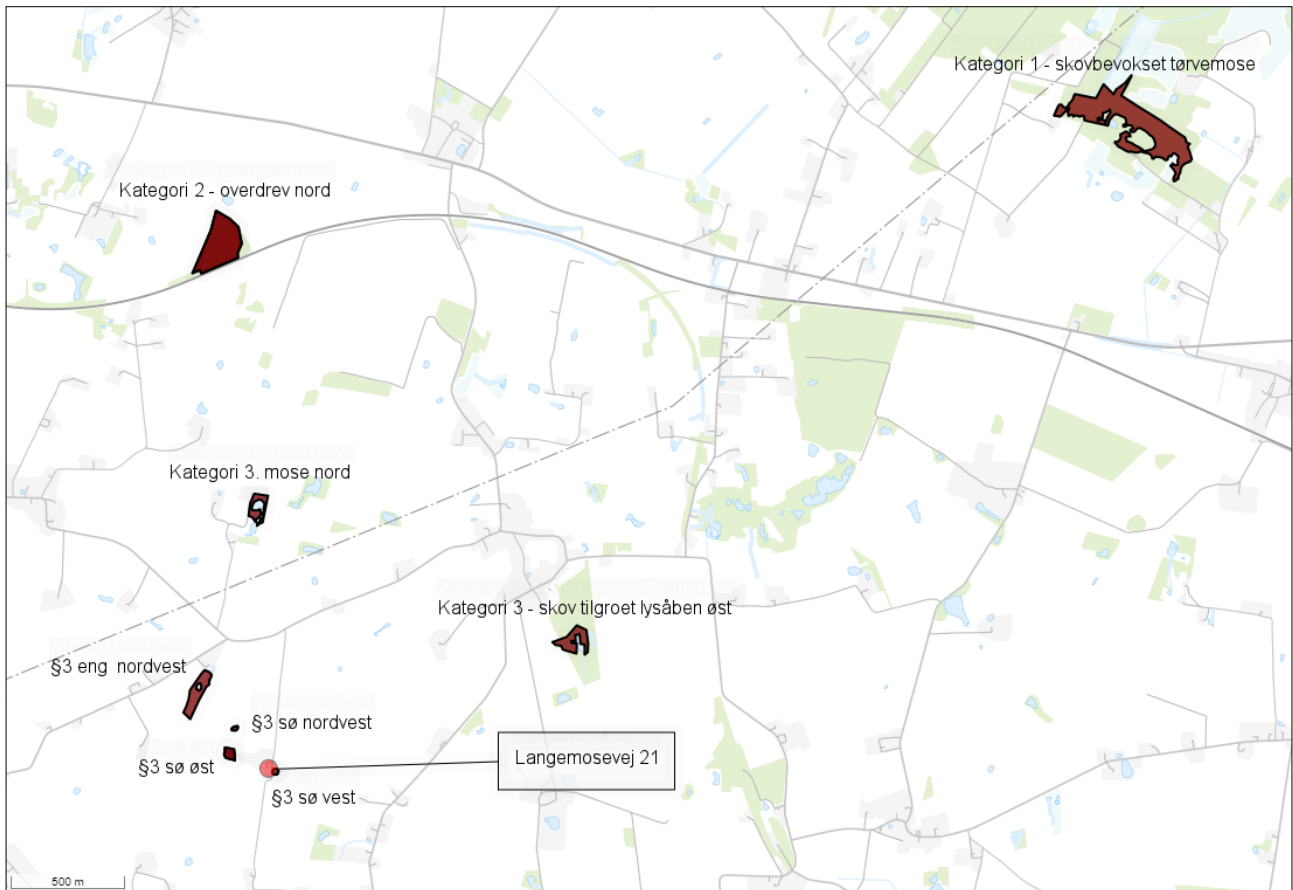 Kategori 1 - skovbevokset tørvemose
Kategori 2 - overdrev nord
Kategori 3. mose nord
Kategori 3 - skov tilgroet lysåben øst
§3 eng  nordvest
§3 sø nordvest
§3 sø øst
Langemosevej 21
§3 sø vest
500 m